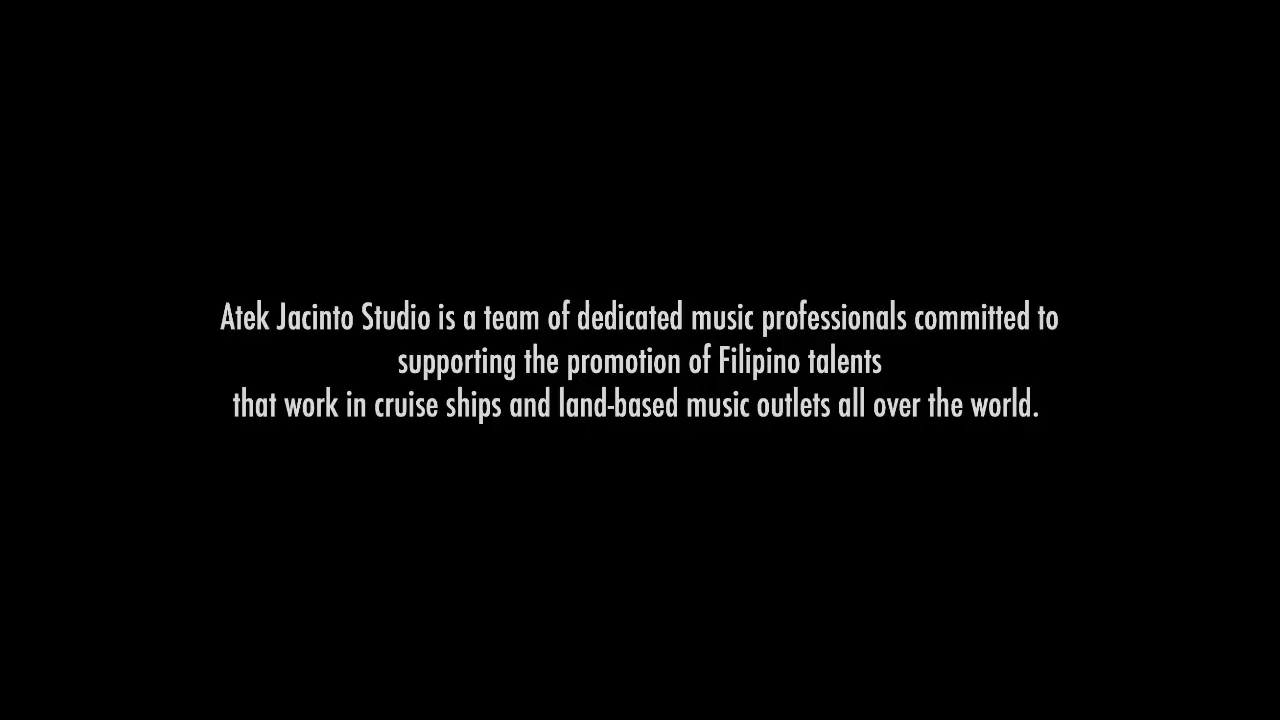 Atek Jacinto Studio is a team of dedicated music professionals committed to
supporting the promotion of Filipino talents
that work in cruise ships and land-based music outlets all over the world.